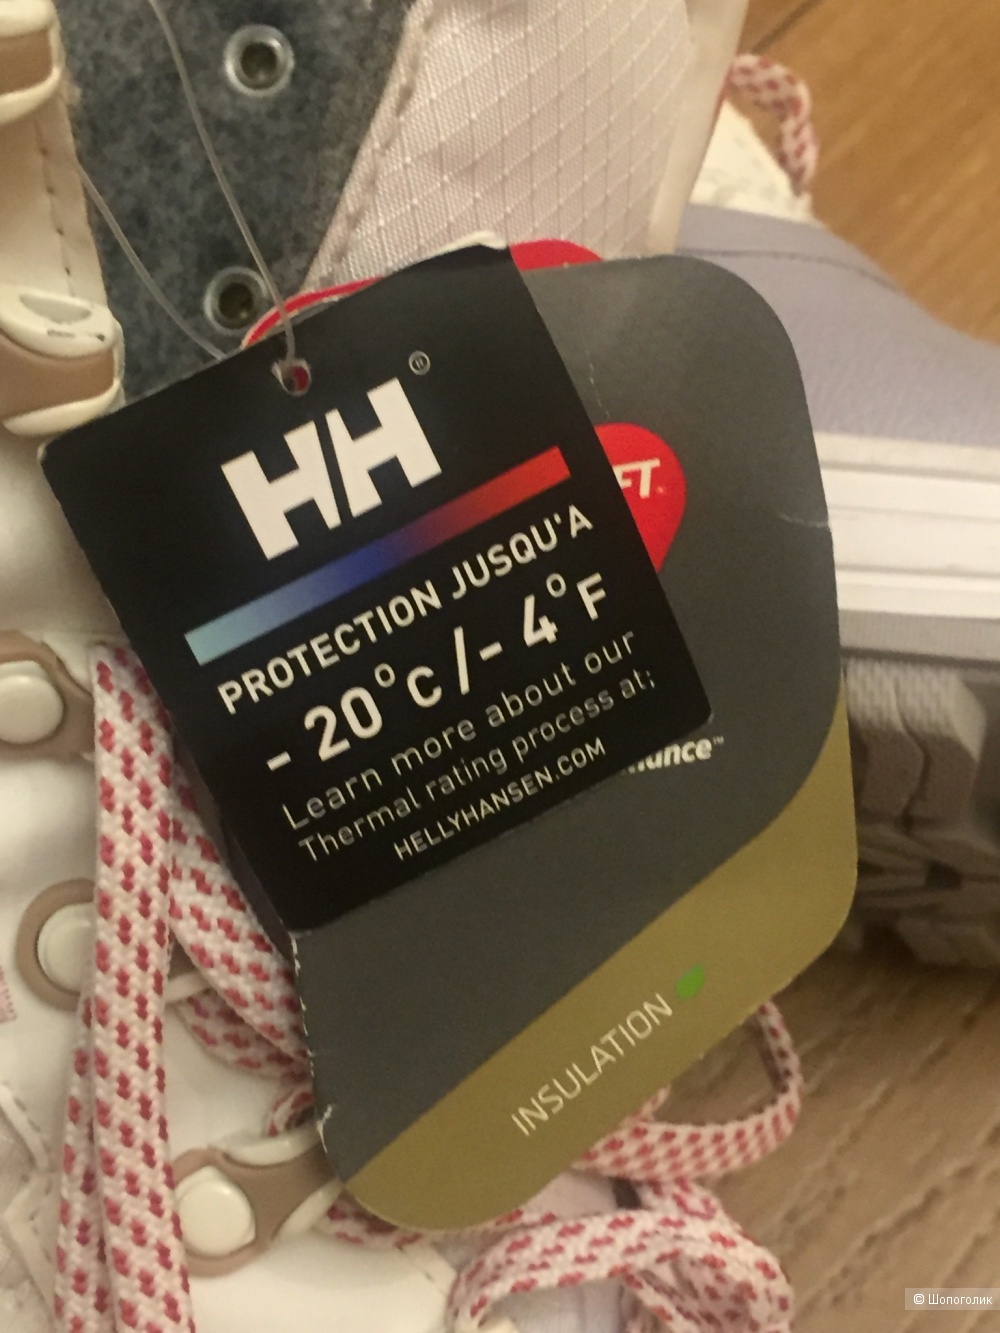 HH®
PROTECTION JUSQU'A
- 20°C / - 4°F
Learn more about our
Thermal rating process at:
HELLYHANSEN.COM
INSULATION
© Шопоголик